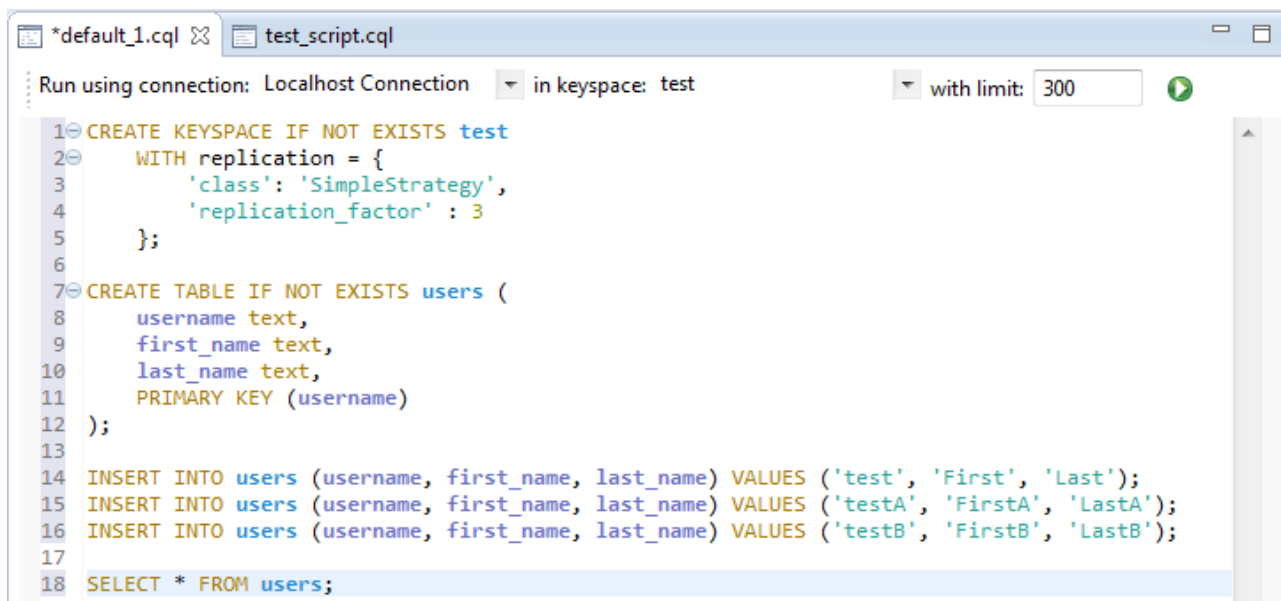 *default_1.cql test_script.cql
Run using connection: Localhost Connection in keyspace: test with limit: 300
1 CREATE KEYSPACE IF NOT EXISTS test
2     WITH replication = {
3         'class': 'SimpleStrategy',
4         'replication_factor' : 3
5     };
6
7 CREATE TABLE IF NOT EXISTS users (
8     username text,
9     first_name text,
10     last_name text,
11     PRIMARY KEY (username)
12 );
13
14 INSERT INTO users (username, first_name, last_name) VALUES ('test', 'First', 'Last');
15 INSERT INTO users (username, first_name, last_name) VALUES ('testA', 'FirstA', 'LastA');
16 INSERT INTO users (username, first_name, last_name) VALUES ('testB', 'FirstB', 'LastB');
17
18 SELECT * FROM users;